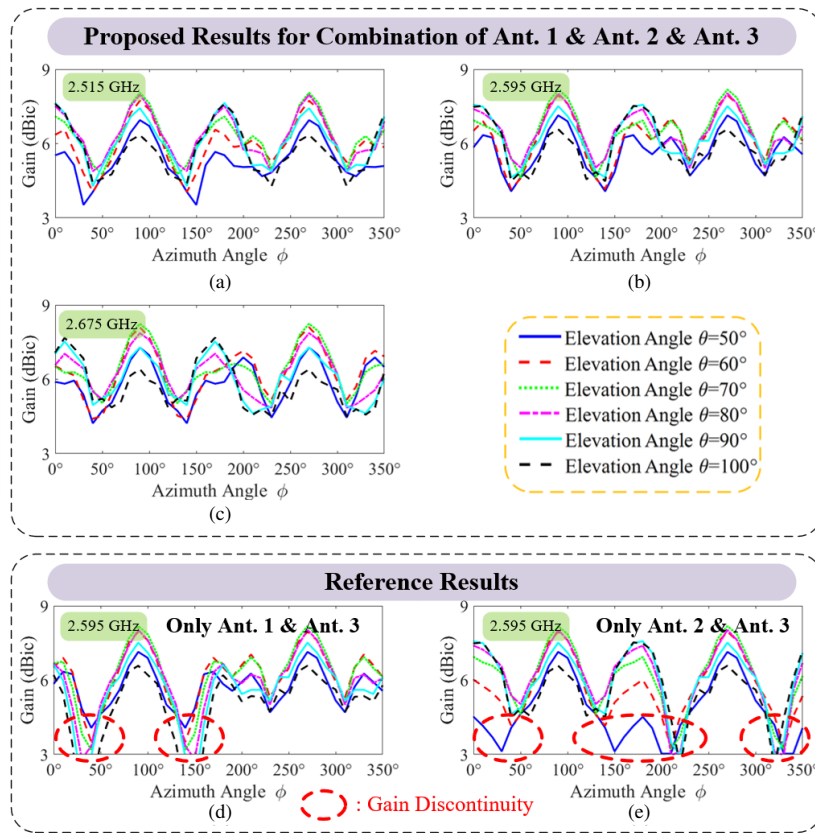 Proposed Results for Combination of Ant. 1 & Ant. 2 & Ant. 3
9
6
3
Gain (dBic)
2.515 GHz
0° 50° 100° 150° 200° 250° 300° 350°
Azimuth Angle ϕ
(a)
9
6
3
Gain (dBic)
2.595 GHz
0° 50° 100° 150° 200° 250° 300° 350°
Azimuth Angle ϕ
(b)
9
6
3
Gain (dBic)
2.675 GHz
0° 50° 100° 150° 200° 250° 300° 350°
Azimuth Angle ϕ
(c)
Elevation Angle θ=50°
Elevation Angle θ=60°
Elevation Angle θ=70°
Elevation Angle θ=80°
Elevation Angle θ=90°
Elevation Angle θ=100°
Reference Results
9
6
3
Gain (dBic)
2.595 GHz
Only Ant. 1 & Ant. 3
0° 50° 100° 150° 200° 250° 300° 350°
Azimuth Angle ϕ
(d)
9
6
3
Gain (dBic)
2.595 GHz
Only Ant. 2 & Ant. 3
0° 50° 100° 150° 200° 250° 300° 350°
Azimuth Angle ϕ
(e)
: Gain Discontinuity